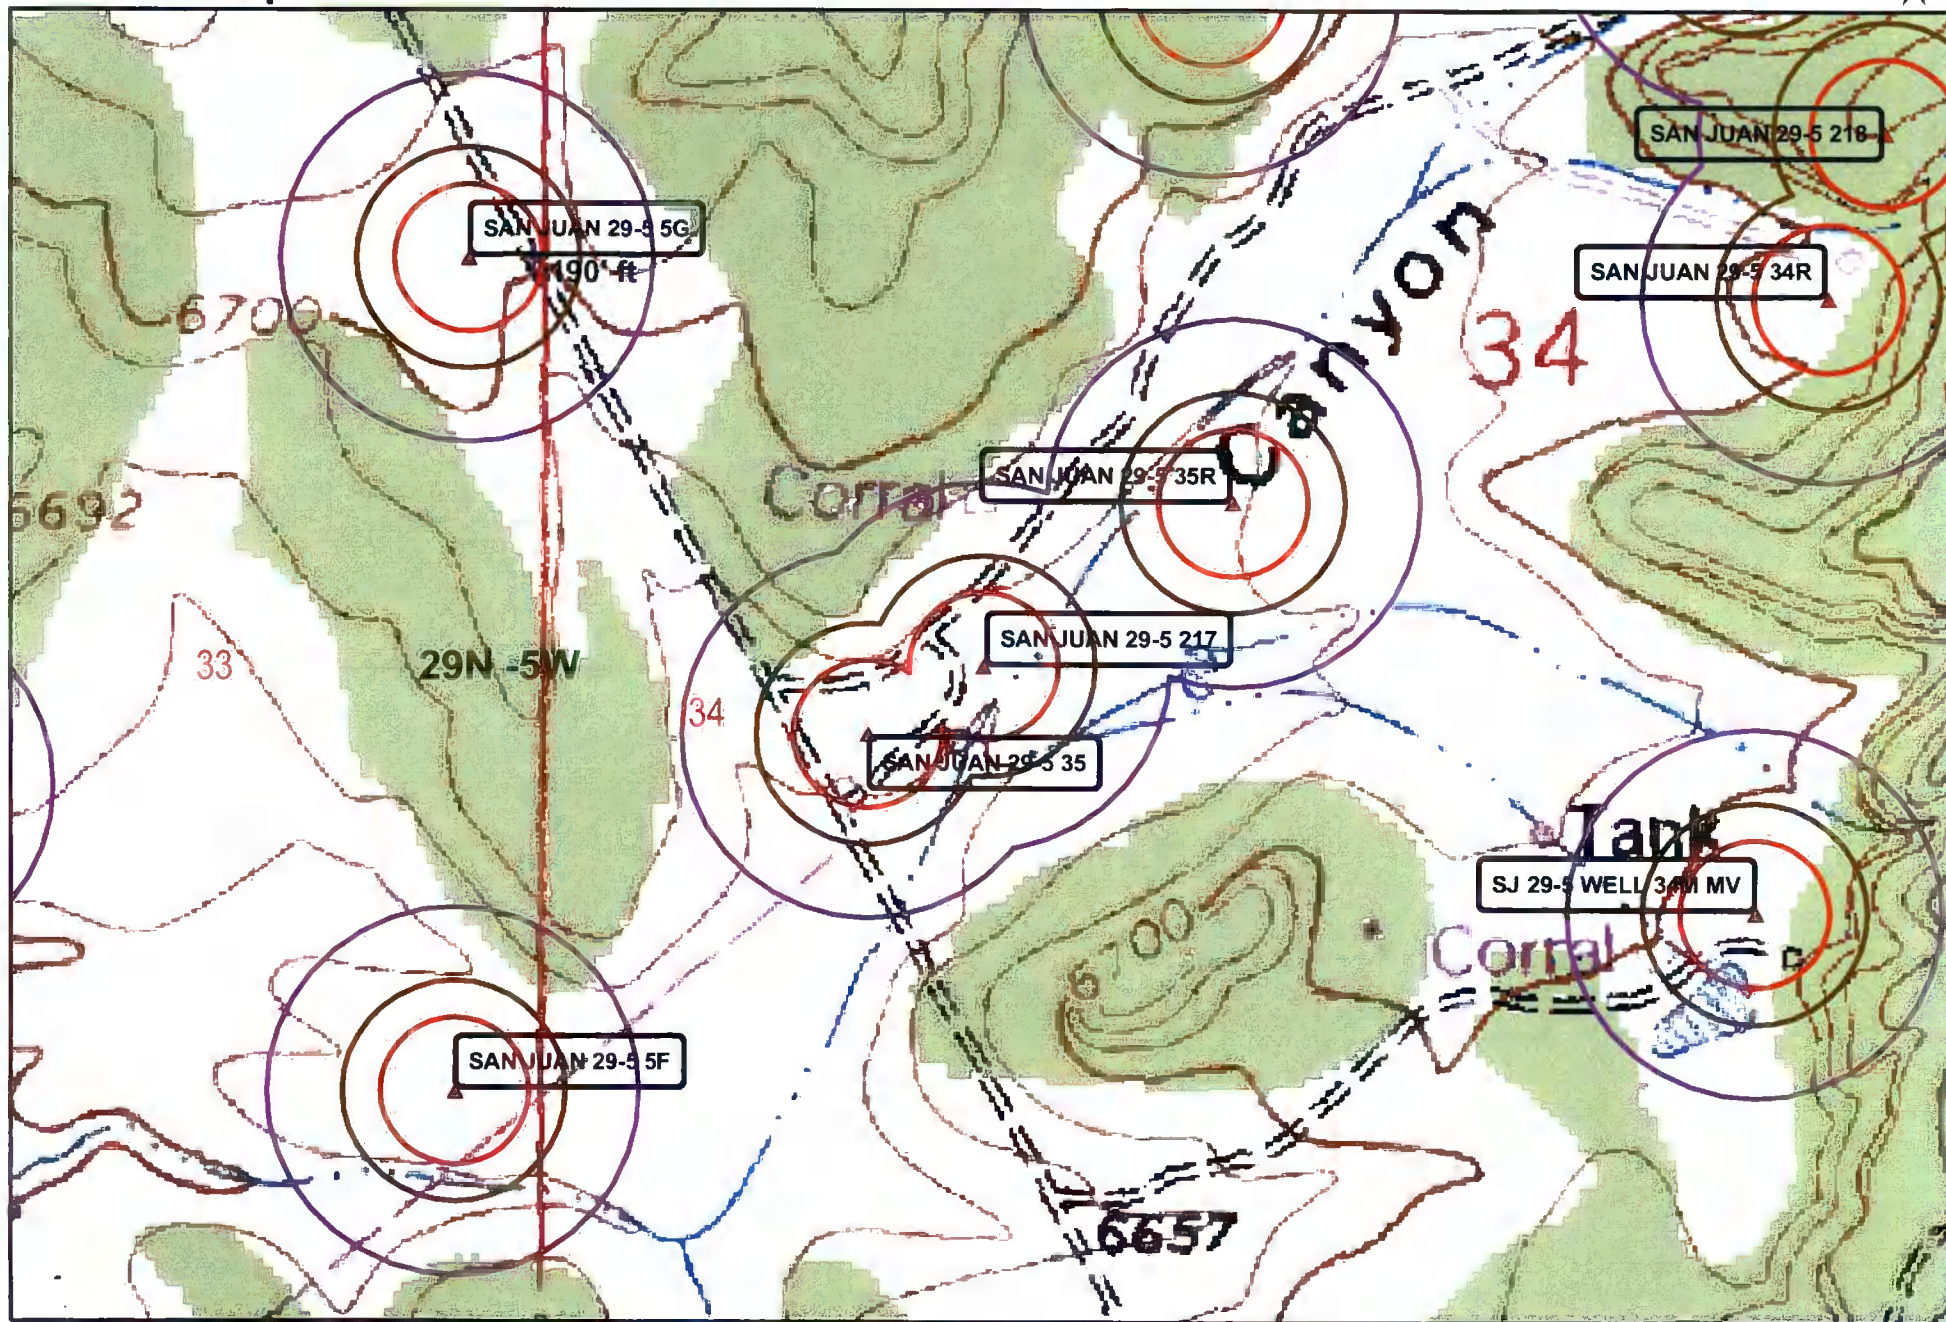 SAN JUAN 29-5 218
SAN JUAN 29-5 5G
190' ft
SAN JUAN 29-5 34R
6700
34
Canyon
SAN JUAN 29-5 35R
Corral
6692
SAN JUAN 29-5 217
33
29N -5W
34
SAN JUAN 29-5 35
Tank
SJ 29-5 WELL 34M MV
6700
Corral
SAN JUAN 29-5 5F
6657